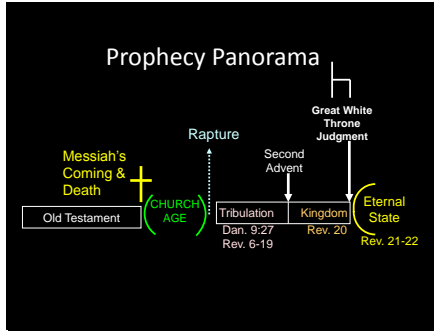 Prophecy Panorama
Great White
Throne
Judgment
Rapture
Second
Advent
Messiah's
Coming &
Death
Old Testament
CHURCH
AGE
Tribulation
Kingdom
Eternal
State
Dan. 9:27
Rev. 6-19
Rev. 20
Rev. 21-22